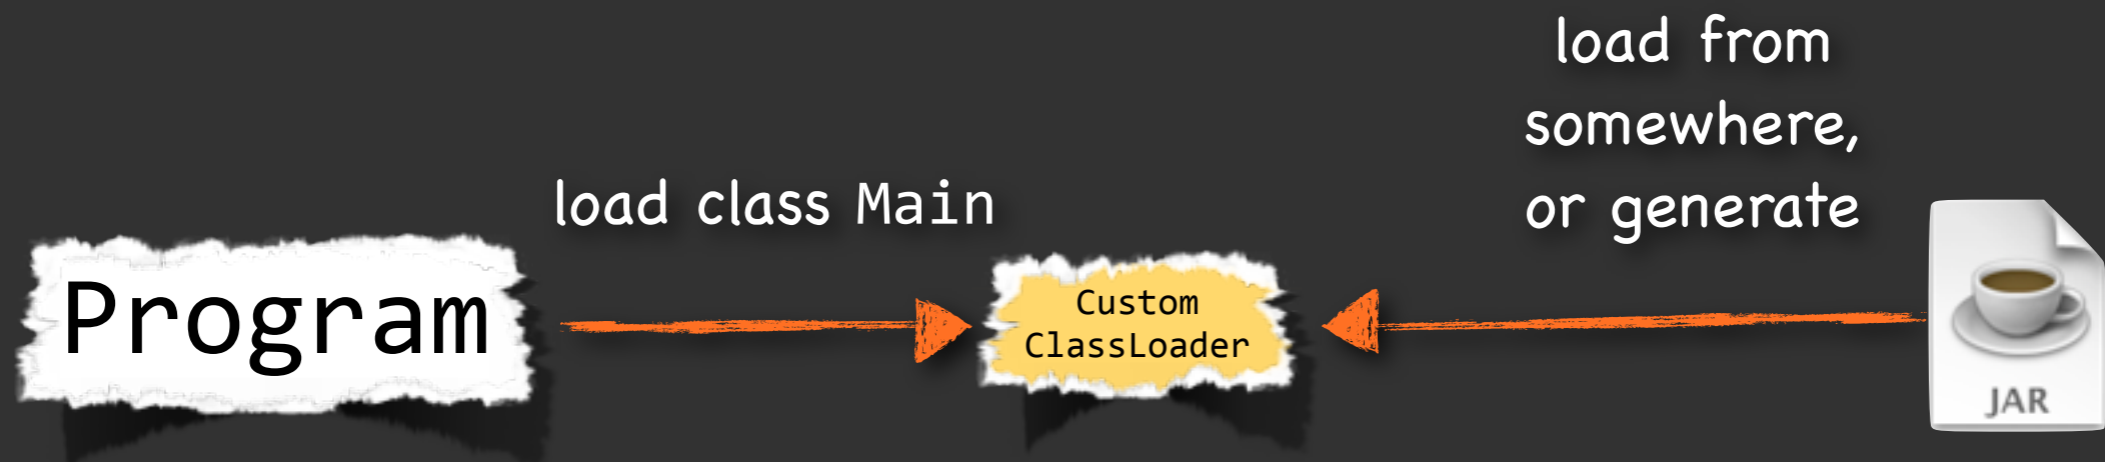 load from
somewhere,
or generate
load class Main
Program
Custom
ClassLoader
JAR